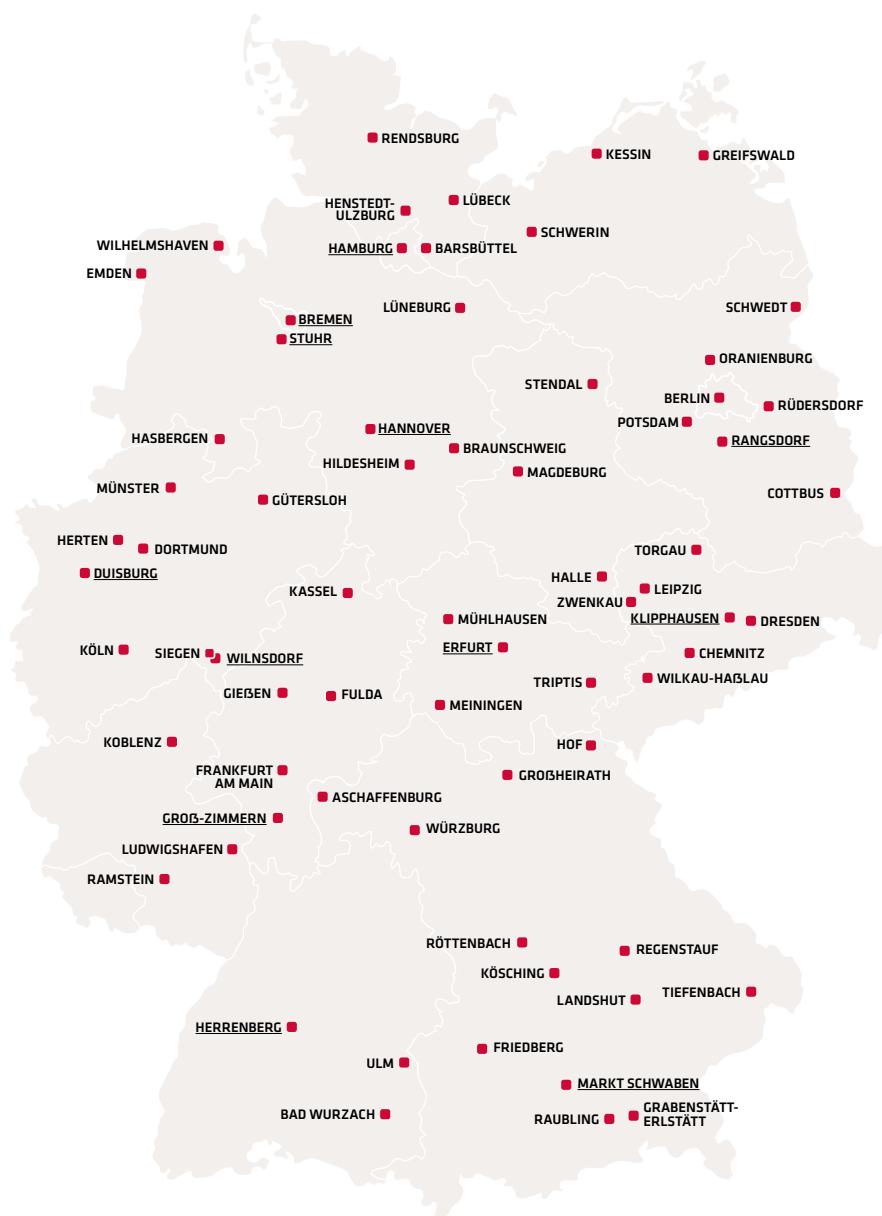 RENDSBURG
KESSIN
GREIFSWALD
HENSTEDT-
ULZBURG
LÜBECK
SCHWERIN
WILHELMSHAVEN
HAMBURG
BARSBÜTTEL
EMDEN
LÜNEBURG
SCHWEDT
BREMEN
STUHR
ORANIENBURG
STENDAL
BERLIN
RÜDERSDORF
POTSDAM
HANNOVER
RANGSDORF
HASBERGEN
BRAUNSCHWEIG
HILDESHEIM
MAGDEBURG
MÜNSTER
GÜTERSLOH
COTTBUS
HERTEN
DORTMUND
TORGAU
DUISBURG
HALLE
LEIPZIG
KASSEL
ZWENKAU
MÜHLHAUSEN
KLIPPHAUSEN
DRESDEN
KÖLN
SIEGEN
WILNSDORF
ERFURT
CHEMNITZ
WILKAU-HAẞLAU
TRIPTIS
GIEẞEN
FULDA
MEININGEN
KOBLENZ
HOF
FRANKFURT
AM MAIN
GROẞHEIRATH
ASCHAFFENBURG
GROẞ-ZIMMERN
WÜRZBURG
LUDWIGSHAFEN
RAMSTEIN
RÖTTENBACH
REGENSTAUF
KÖSCHING
TIEFENBACH
LANDSHUT
HERRENBERG
FRIEDBERG
ULM
MARKT SCHWABEN
BAD WURZACH
RAUBLING
GRABENSTÄTT-
ERLSTÄTT